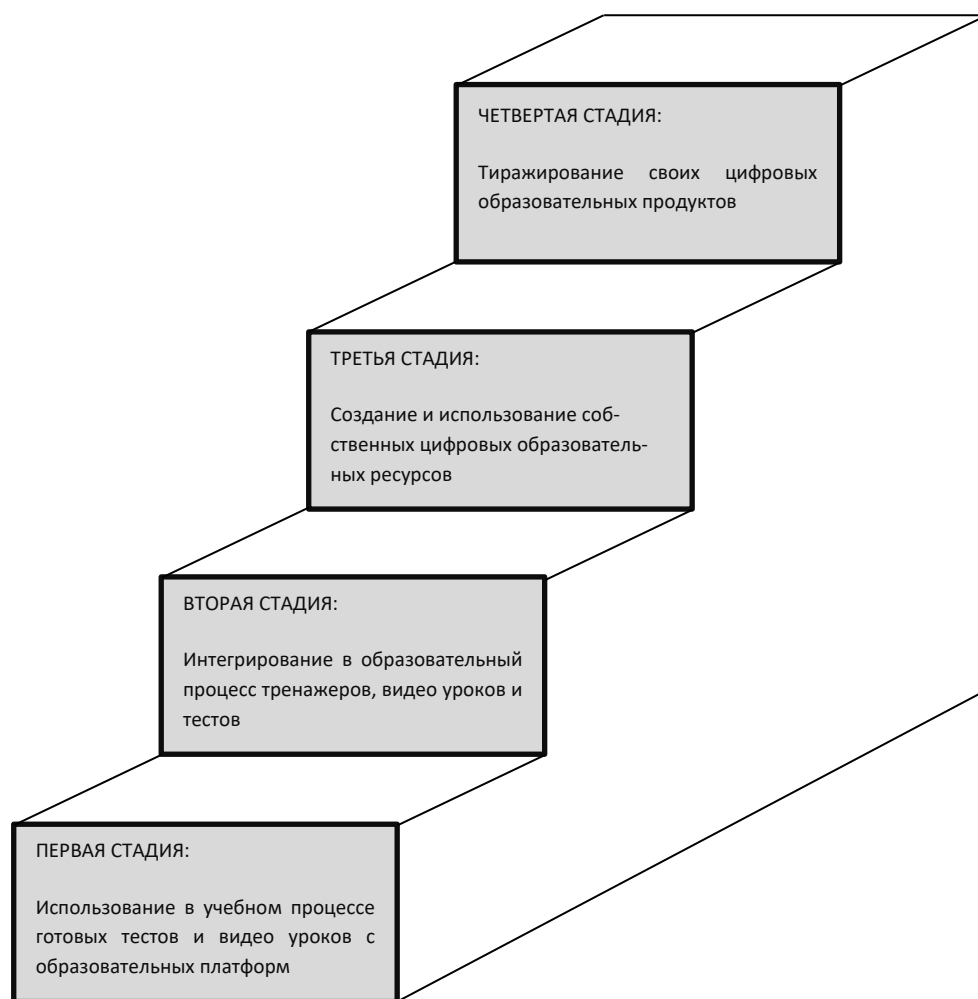 ЧЕТВЕРТАЯ СТАДИЯ:
Тиражирование своих цифровых
образовательных продуктов
ТРЕТЬЯ СТАДИЯ:
Создание и использование соб-
ственных цифровых образователь-
ных ресурсов
ВТОРАЯ СТАДИЯ:
Интегрирование в образовательный
процесс тренажеров, видео уроков и
тестов
ПЕРВАЯ СТАДИЯ:
Использование в учебном процессе
готовых тестов и видео уроков с
образовательных платформ